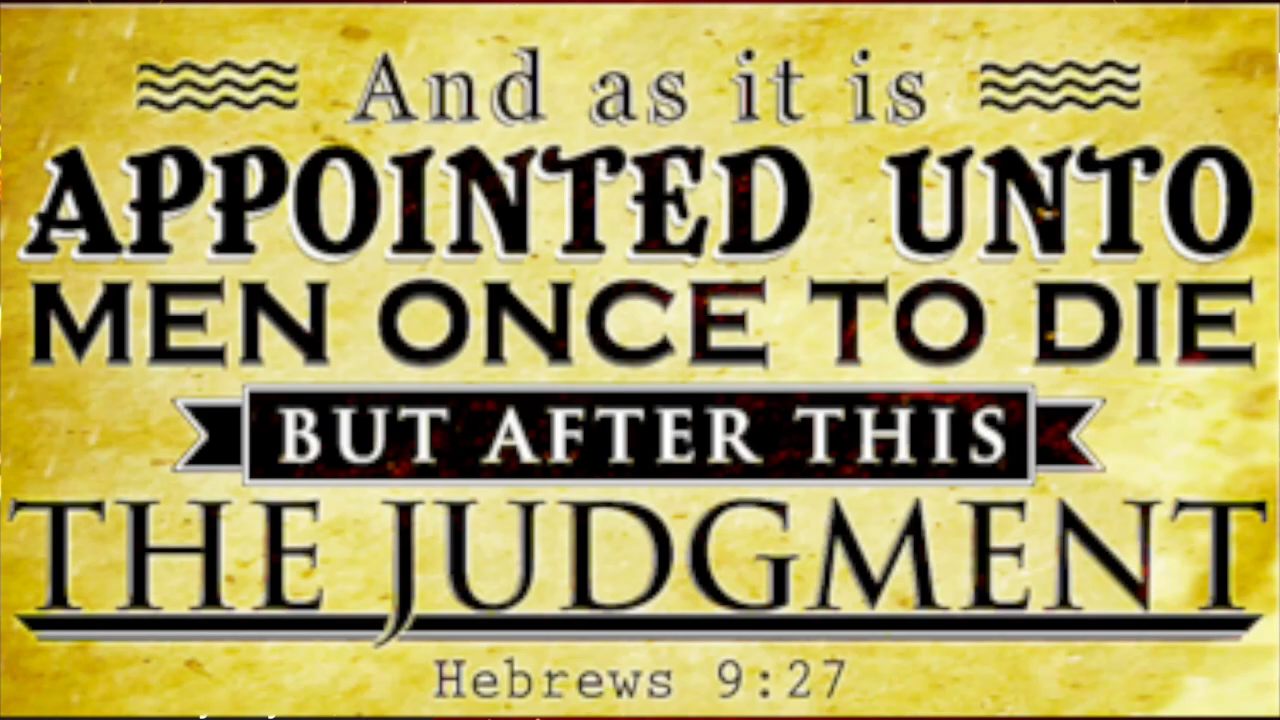 And as it is
APPOINTED UNTO
MEN ONCE TO DIE
BUT AFTER THIS
THE JUDGMENT
Hebrews 9:27